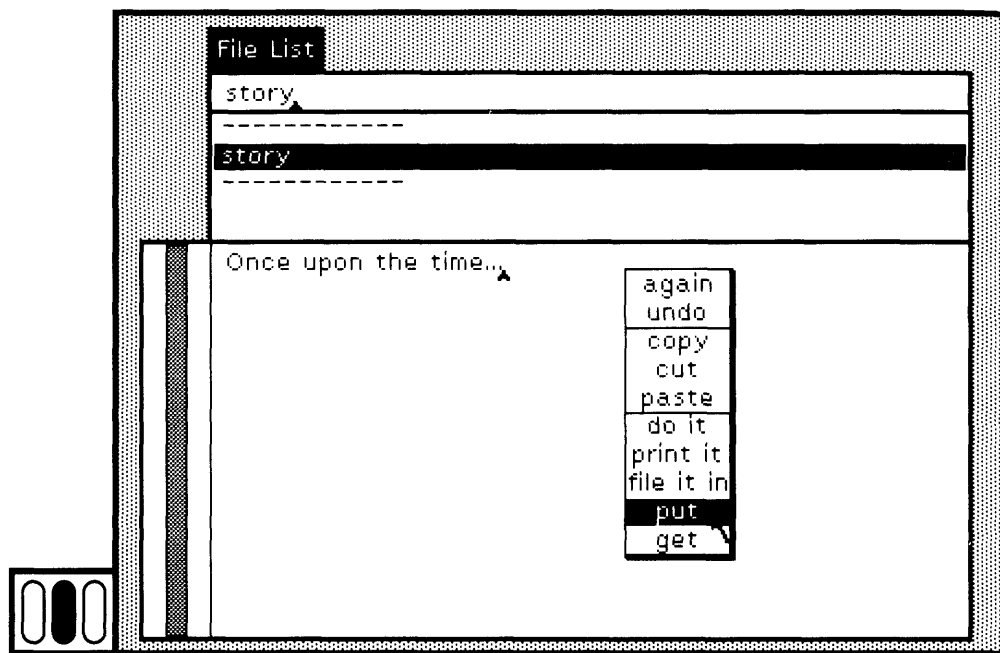 File List
story
------------
story
------------
Once upon the time...
again
undo
copy
cut
paste
do it
print it
file it in
put
get